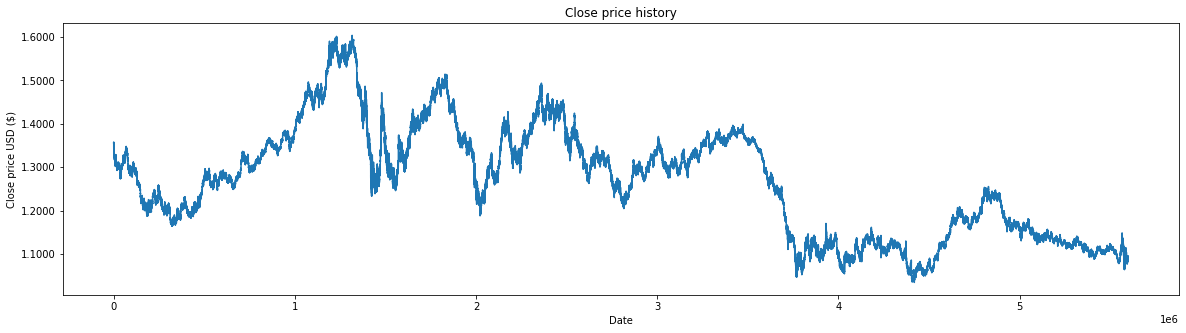 Close price history
Close price USD ($)
1.6000
1.5000
1.4000
1.3000
1.2000
1.1000
0 1 2 3 4 5
1e6
Date